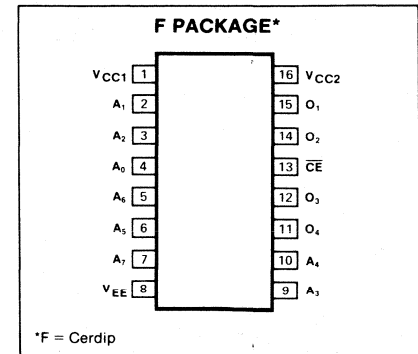 F PACKAGE*
VCC1 1 16 VCC2
A1 2 15 O1
A2 3 14 O2
A0 4 13 C̅E̅
A6 5 12 O3
A5 6 11 O4
A7 7 10 A4
VEE 8 9 A3
*F = Cerdip